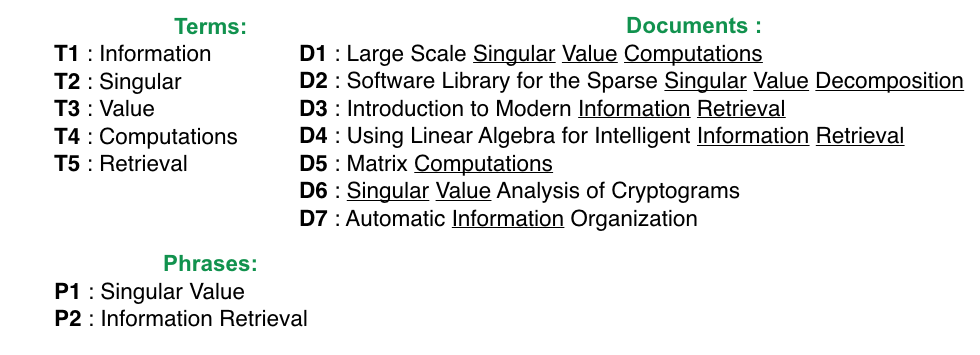 Terms:
T1 : Information
T2 : Singular
T3 : Value
T4 : Computations
T5 : Retrieval
Documents :
D1 : Large Scale Singular Value Computations
D2 : Software Library for the Sparse Singular Value Decomposition
D3 : Introduction to Modern Information Retrieval
D4 : Using Linear Algebra for Intelligent Information Retrieval
D5 : Matrix Computations
D6 : Singular Value Analysis of Cryptograms
D7 : Automatic Information Organization
Phrases:
P1 : Singular Value
P2 : Information Retrieval